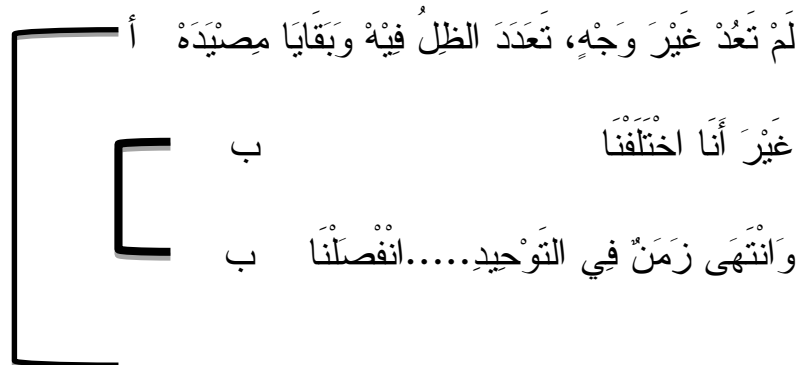 لَمْ تَعُدْ غَيْرَ وَجْهٍ، تَعَدَدَ الظِلُ فِيْهْ وَبَقَايَا مِصْيَدَهْ أ
غَيْرَ أَنَا اخْتَلَفْنَا ب
وَانْتَهَى زَمَنٌ فِي التَوْحِيدِ.....انْفْصَلْنَا ب